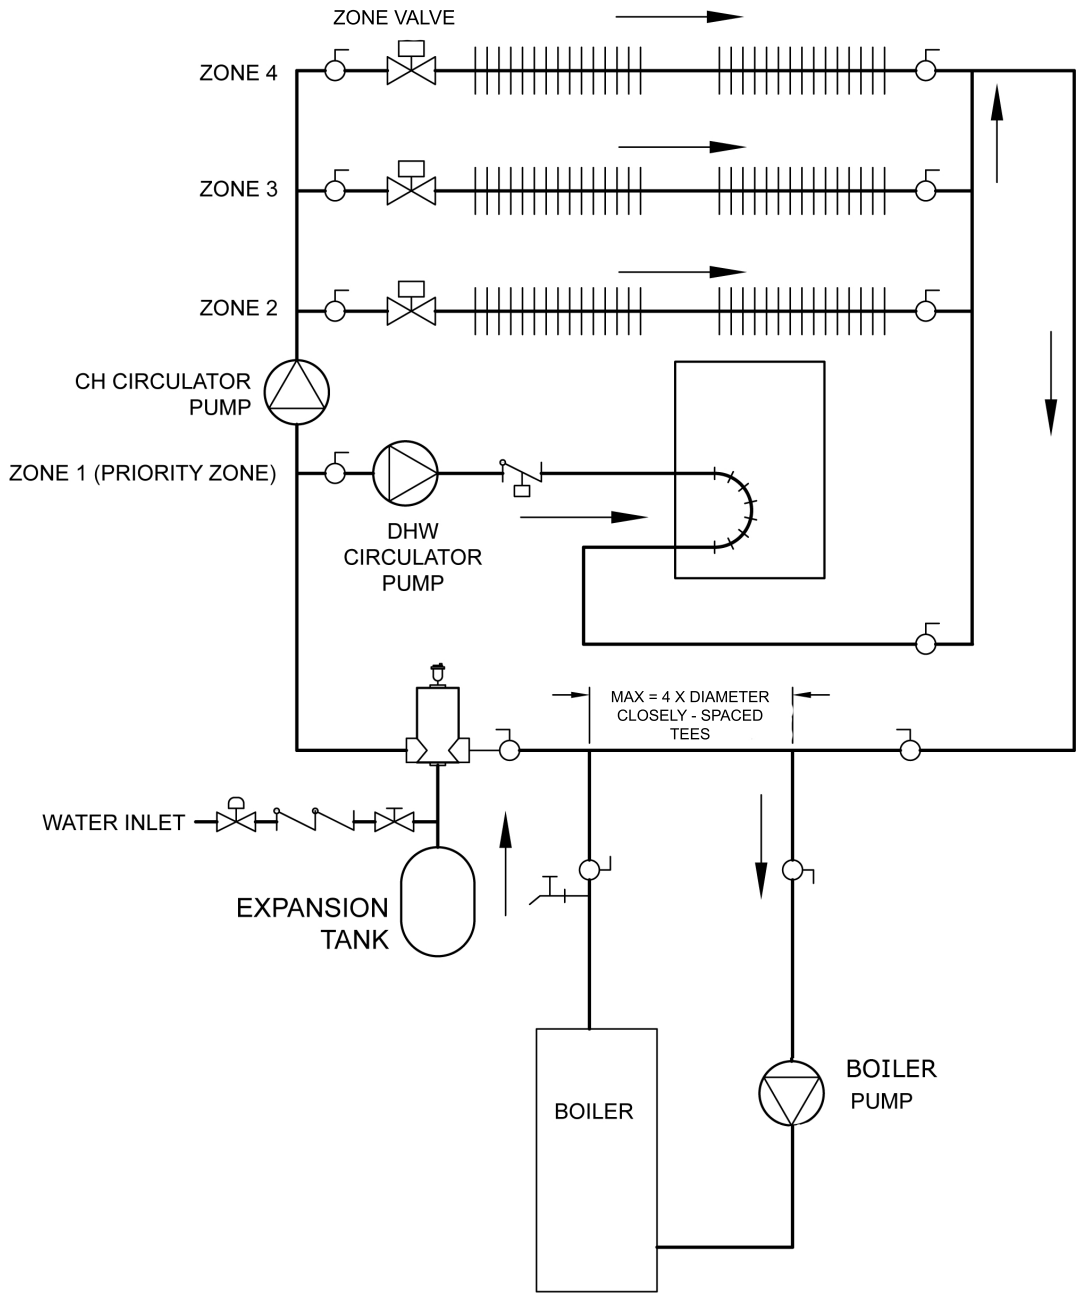 ZONE VALVE
ZONE 4
ZONE 3
ZONE 2
CH CIRCULATOR
PUMP
ZONE 1 (PRIORITY ZONE)
DHW
CIRCULATOR
PUMP
MAX = 4 X DIAMETER
CLOSELY - SPACED
TEES
WATER INLET
EXPANSION
TANK
BOILER
PUMP
BOILER